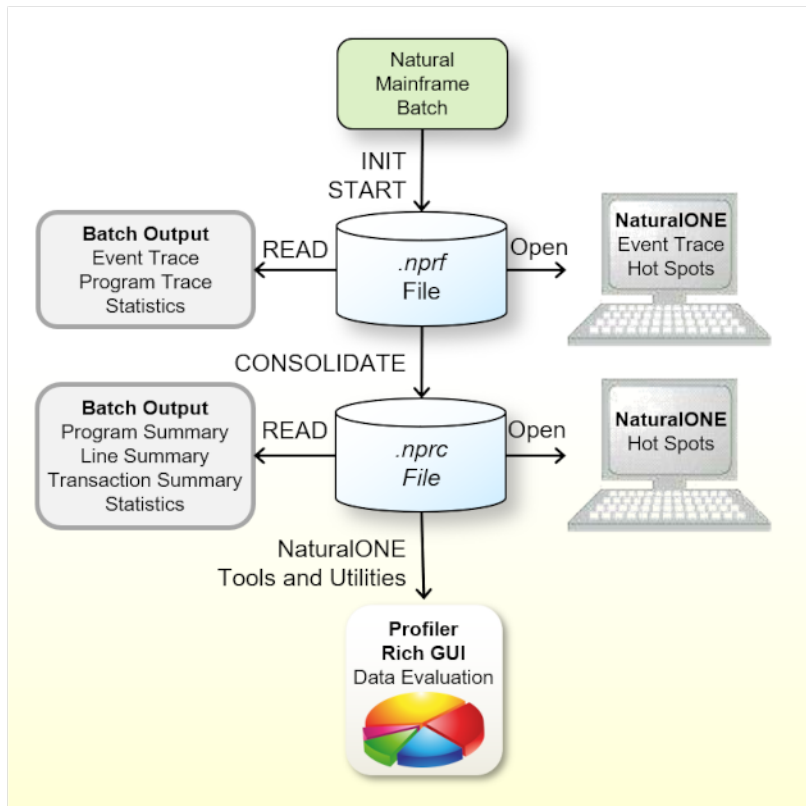 Natural
Mainframe
Batch
INIT
START
Batch Output
Event Trace
Program Trace
Statistics
READ
.nprf
File
Open
NaturalONE
Event Trace
Hot Spots
CONSOLIDATE
Batch Output
Program Summary
Line Summary
Transaction Summary
Statistics
READ
.nprc
File
Open
NaturalONE
Hot Spots
NaturalONE
Tools and Utilities
Profiler
Rich GUI
Data Evaluation